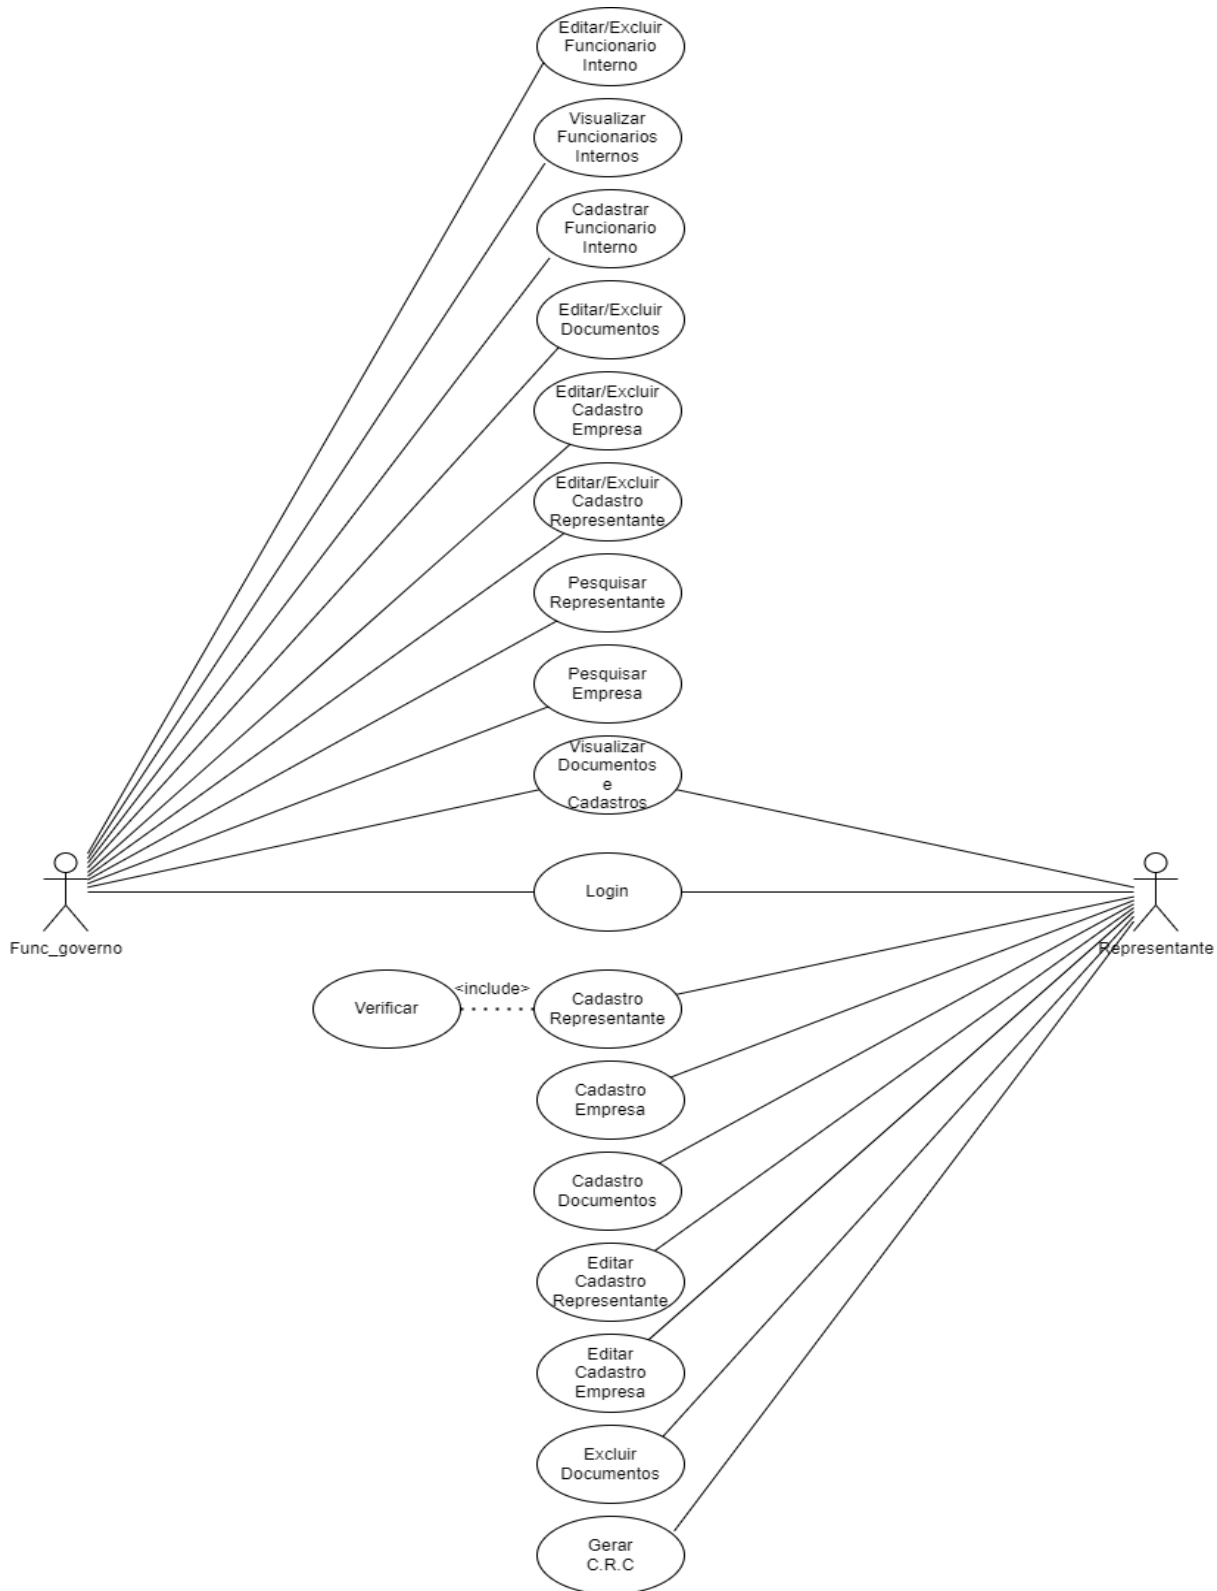 Editar/Excluir
Funcionario
Interno
Visualizar
Funcionarios
Internos
Cadastrar
Funcionario
Interno
Editar/Excluir
Documentos
Editar/Excluir
Cadastro
Empresa
Editar/Excluir
Cadastro
Representante
Pesquisar
Representante
Pesquisar
Empresa
Visualizar
Documentos
e
Cadastros
Login
Func_governo
Representante
Verificar
<include>
Cadastro
Representante
Cadastro
Empresa
Cadastro
Documentos
Editar
Cadastro
Representante
Editar
Cadastro
Empresa
Excluir
Documentos
Gerar
C.R.C